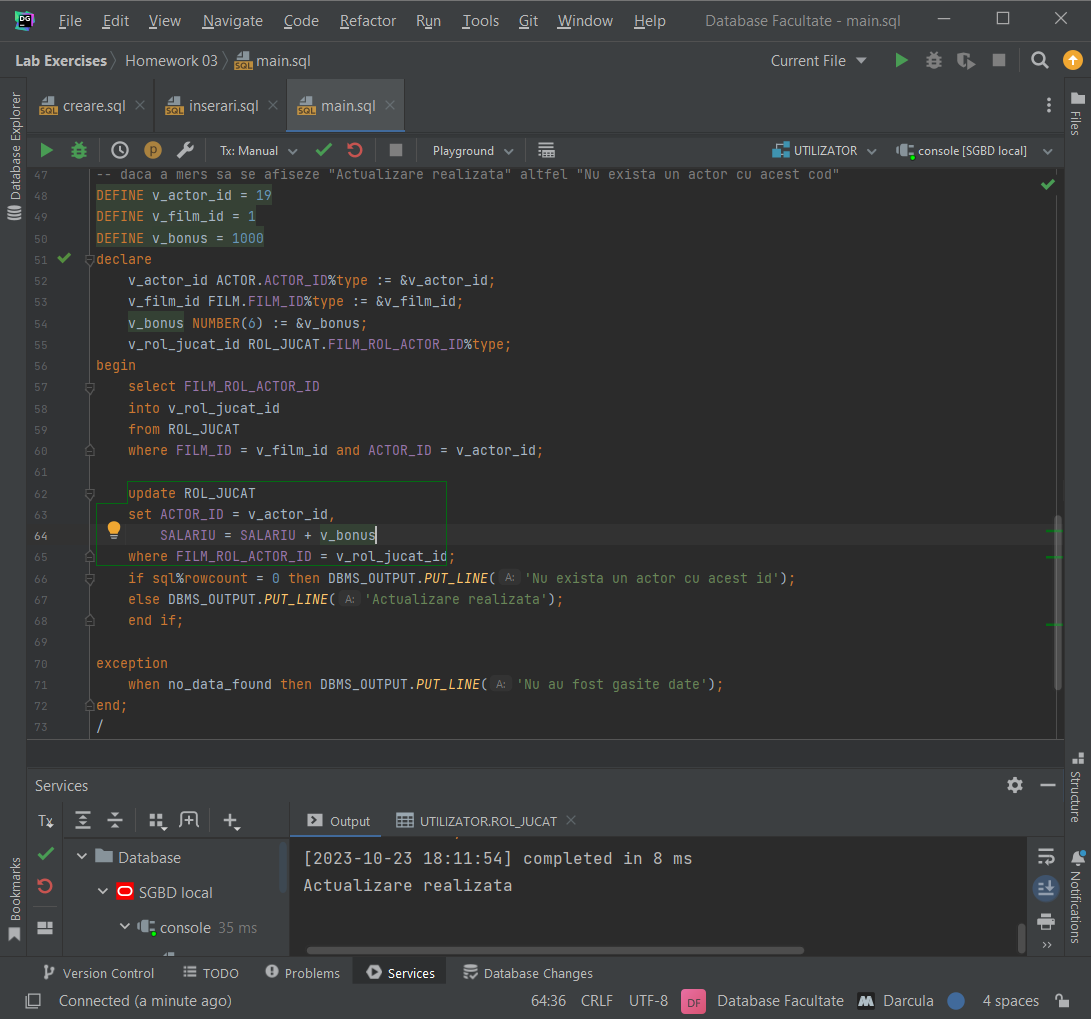 File Edit View Navigate Code Refactor Run Tools Git Window Help Database Facultate - main.sql
Lab Exercises Homework 03 main.sql Current File
creare.sql inserari.sql main.sql
Tx: Manual Playground UTILIZATOR console [SGBD local]
Database Explorer
Files
47 -- daca a mers sa se afiseze "Actualizare realizata" altfel "Nu exista un actor cu acest cod"
48 DEFINE v_actor_id = 19
49 DEFINE v_film_id = 1
50 DEFINE v_bonus = 1000
51 declare
52 v_actor_id ACTOR.ACTOR_ID%type := &v_actor_id;
53 v_film_id FILM.FILM_ID%type := &v_film_id;
54 v_bonus NUMBER(6) := &v_bonus;
55 v_rol_jucat_id ROL_JUCAT.FILM_ROL_ACTOR_ID%type;
56 begin
57 select FILM_ROL_ACTOR_ID
58 into v_rol_jucat_id
59 from ROL_JUCAT
60 where FILM_ID = v_film_id and ACTOR_ID = v_actor_id;
61
62 update ROL_JUCAT
63 set ACTOR_ID = v_actor_id,
64 SALARIU = SALARIU + v_bonus
65 where FILM_ROL_ACTOR_ID = v_rol_jucat_id;
66 if sql%rowcount = 0 then DBMS_OUTPUT.PUT_LINE( A: 'Nu exista un actor cu acest id');
67 else DBMS_OUTPUT.PUT_LINE( A: 'Actualizare realizata');
68 end if;
69
70 exception
71 when no_data_found then DBMS_OUTPUT.PUT_LINE( A: 'Nu au fost gasite date');
72 end;
73 /
Services
Tx Output UTILIZATOR.ROL_JUCAT
Database
SGBD local
console 35 ms
[2023-10-23 18:11:54] completed in 8 ms
Actualizare realizata
Structure
Notifications
Bookmarks
Version Control TODO Problems Services Database Changes
Connected (a minute ago) 64:36 CRLF UTF-8 DF Database Facultate Darcula 4 spaces